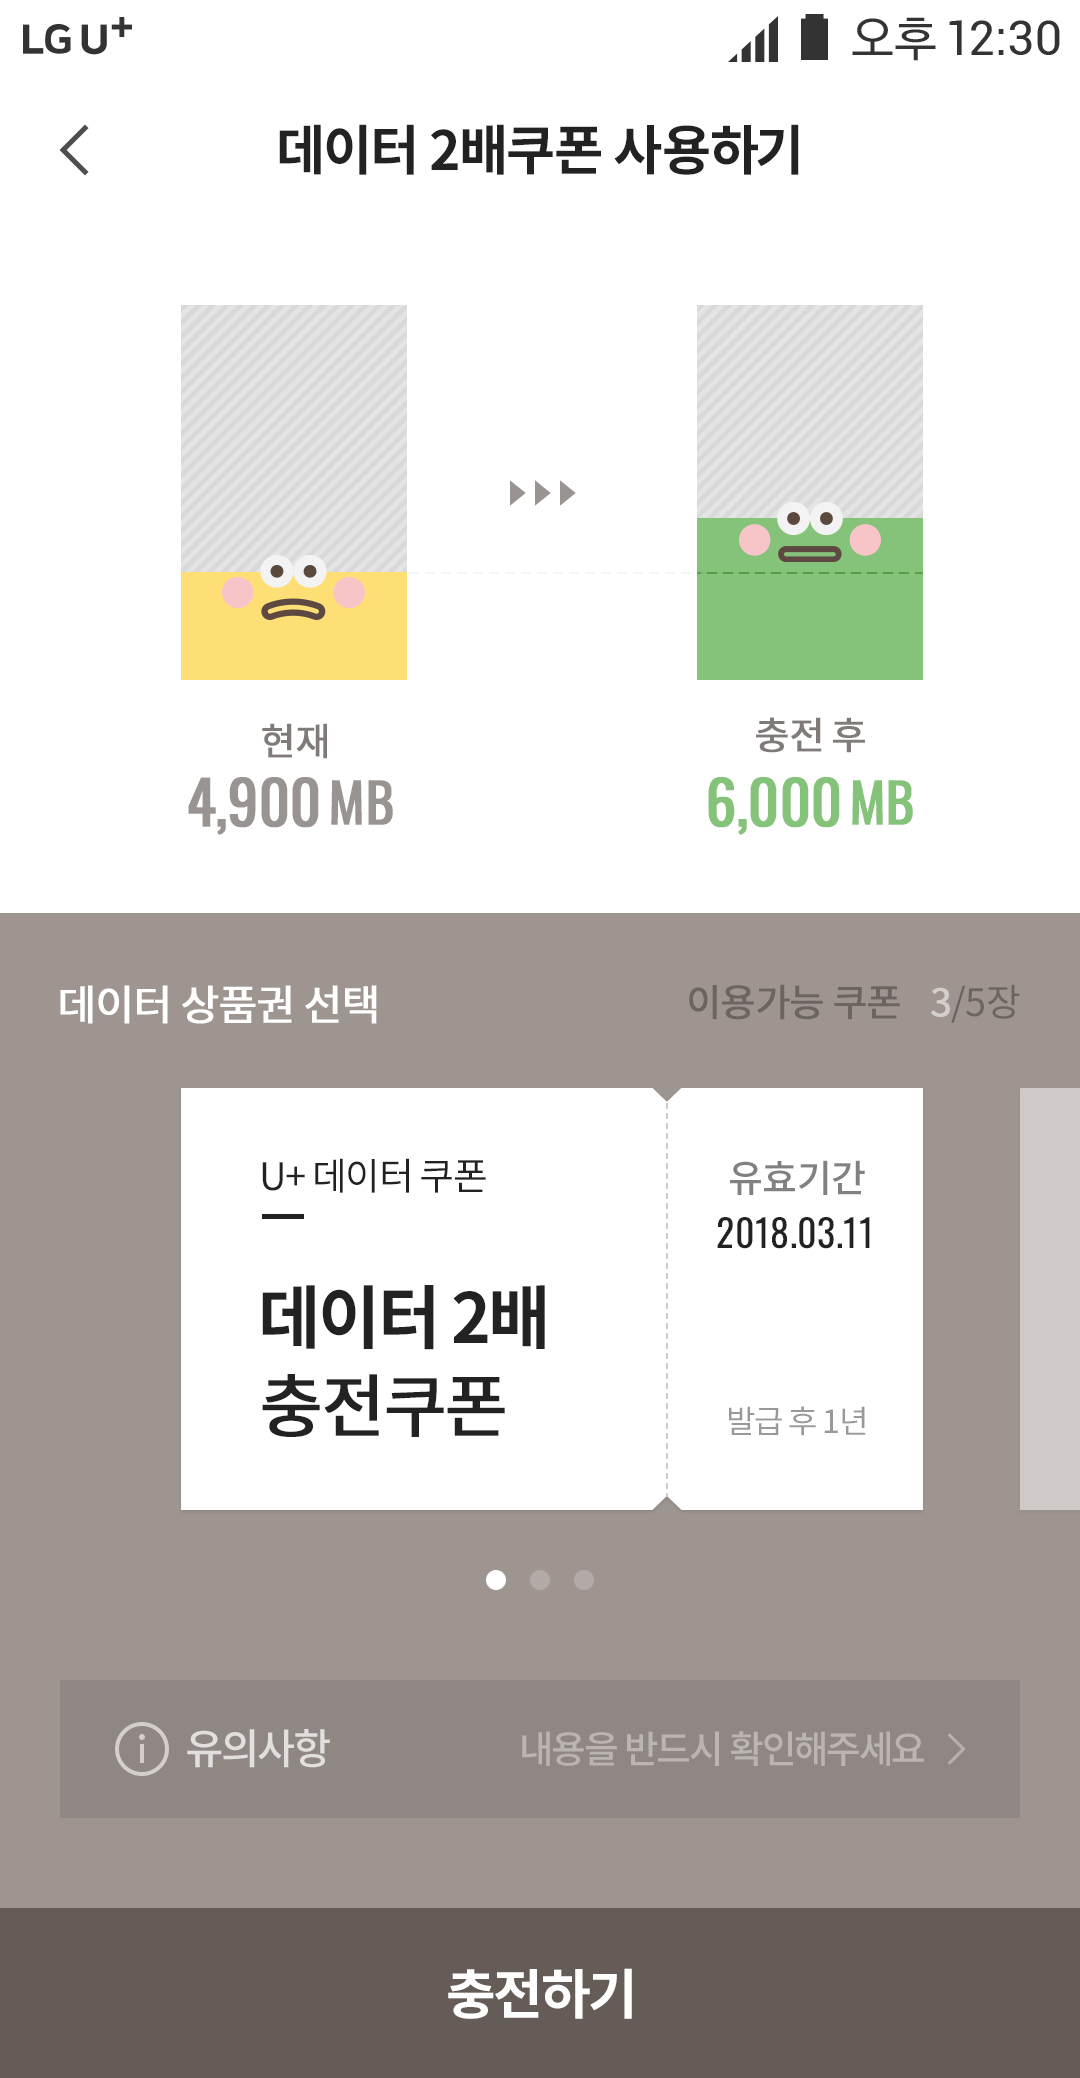 LG U+
오후 12:30
데이터 2배쿠폰 사용하기
현재
4,900 MB
충전 후
6,000 MB
데이터 상품권 선택
이용가능 쿠폰 3/5장
U+ 데이터 쿠폰
데이터 2배
충전쿠폰
유효기간
2018.03.11
발급 후 1년
유의사항
내용을 반드시 확인해주세요
충전하기